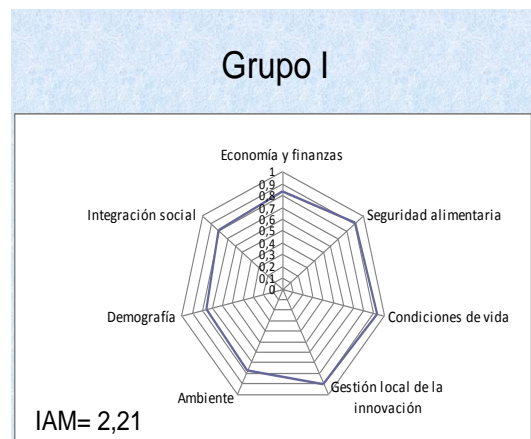 Grupo I
Economía y finanzas
1
0,9
0,8
0,7
0,6
0,5
0,4
0,3
0,2
0,1
0
Seguridad alimentaria
Condiciones de vida
Gestión local de la
innovación
Ambiente
Demografía
Integración social
IAM= 2,21